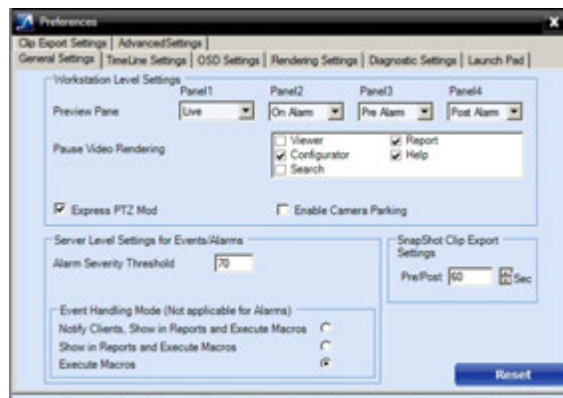 Preferences
Clip Export Settings | AdvancedSettings
General Settings | TimeLine Settings | OSD Settings | Rendering Settings | Diagnostic Settings | Launch Pad
Workstation Level Settings
Panel1 Panel2 Panel3 Panel4
Preview Pane Live On Alarm Pre Alarm Post Alarm
Pause Video Rendering
Viewer Report
Configurator Help
Search
Express PTZ Mod Enable Camera Parking
Server Level Settings for Events/Alarms
Alarm Severity Threshold 70
SnapShot Clip Export
Settings
Pre/Post 60 Sec
Event Handling Mode (Not applicable for Alarms)
Notify Clients, Show in Reports and Execute Macros
Show in Reports and Execute Macros
Execute Macros
Reset